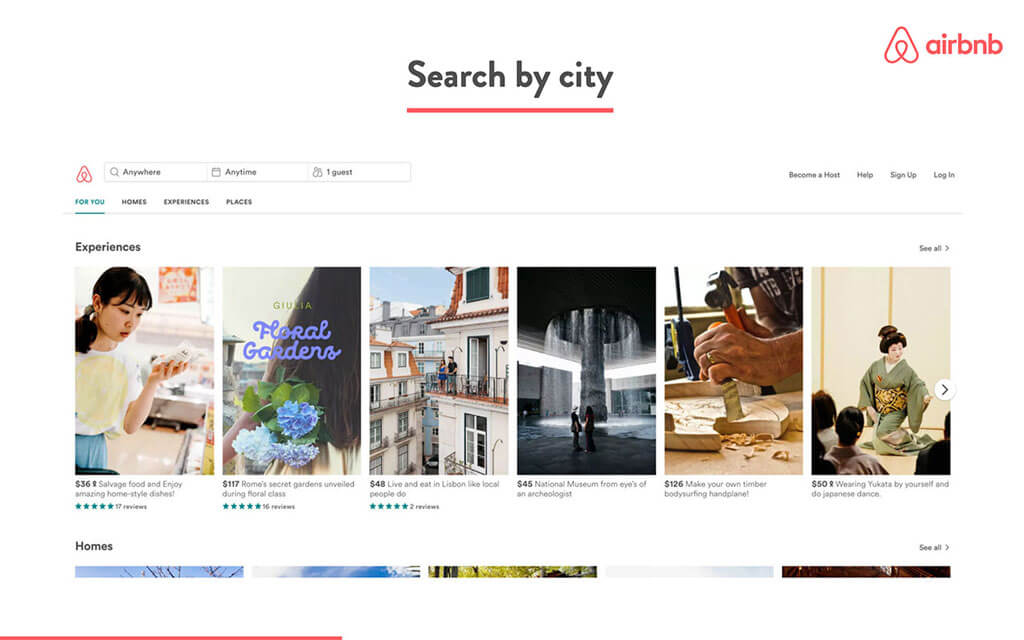 airbnb
Search by city
Anywhere
Anytime
1 guest
Become a Host
Help
Sign Up
Log In
FOR YOU
HOMES
EXPERIENCES
PLACES
Experiences
See all >
GIULIA
Floral
Gardens
$36 Salvage food and Enjoy
amazing home-style dishes!
17 reviews
$117 Rome's secret gardens unveiled
during floral class
16 reviews
$48 Live and eat in Lisbon like local
people do
2 reviews
$45 National Museum from eye's of
an archeologist
$126 Make your own timber
bodysurfing handplane!
$50 Wearing Yukata by yourself and
do japanese dance.
Homes
See all >